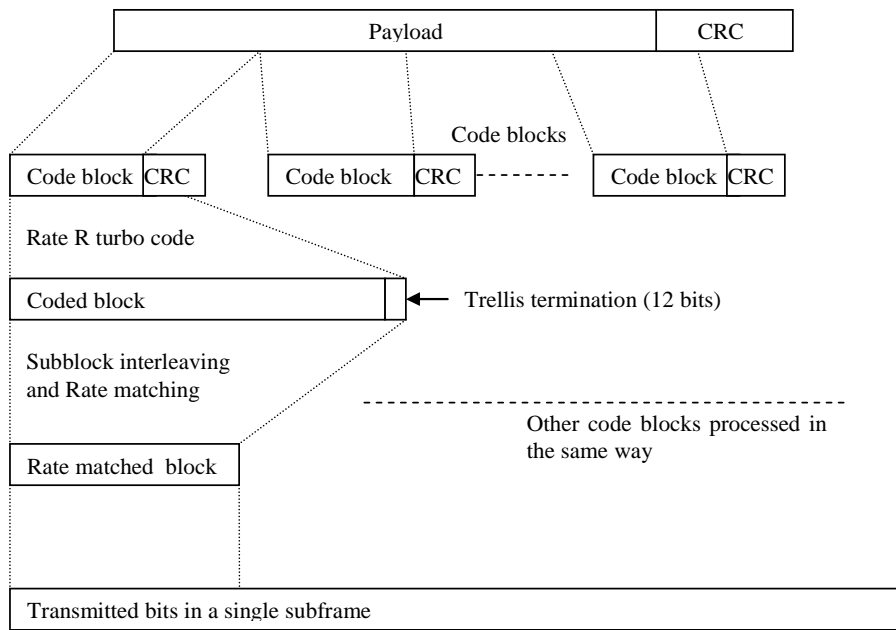 Payload CRC
Code blocks
Code block CRC Code block CRC Code block CRC
Rate R turbo code
Coded block
Trellis termination (12 bits)
Subblock interleaving
and Rate matching
Other code blocks processed in
the same way
Rate matched block
Transmitted bits in a single subframe